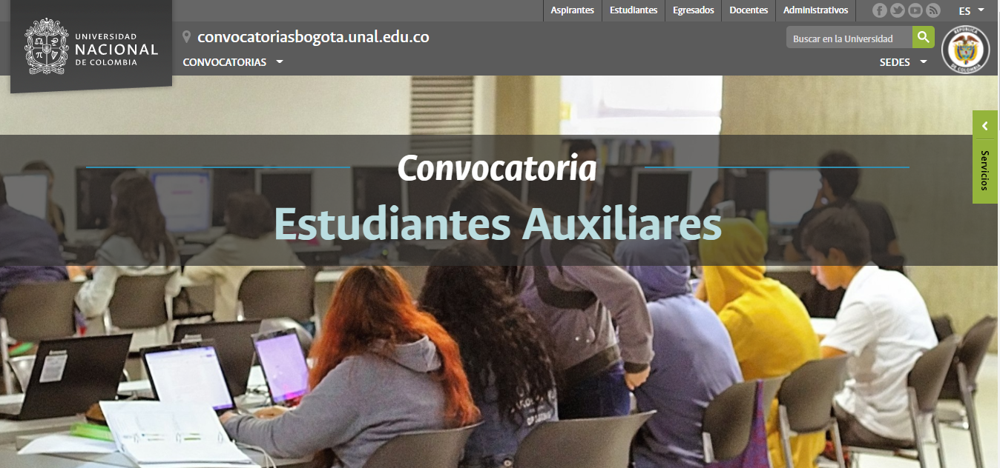 Aspirantes Estudiantes Egresados Docentes Administrativos ES
UNIVERSIDAD
NACIONAL
DE COLOMBIA
convocatoriasbogota.unal.edu.co
Buscar en la Universidad
CONVOCATORIAS
SEDES
REPÚBLICA
DE COLOMBIA
Servicios
Convocatoria
Estudiantes Auxiliares